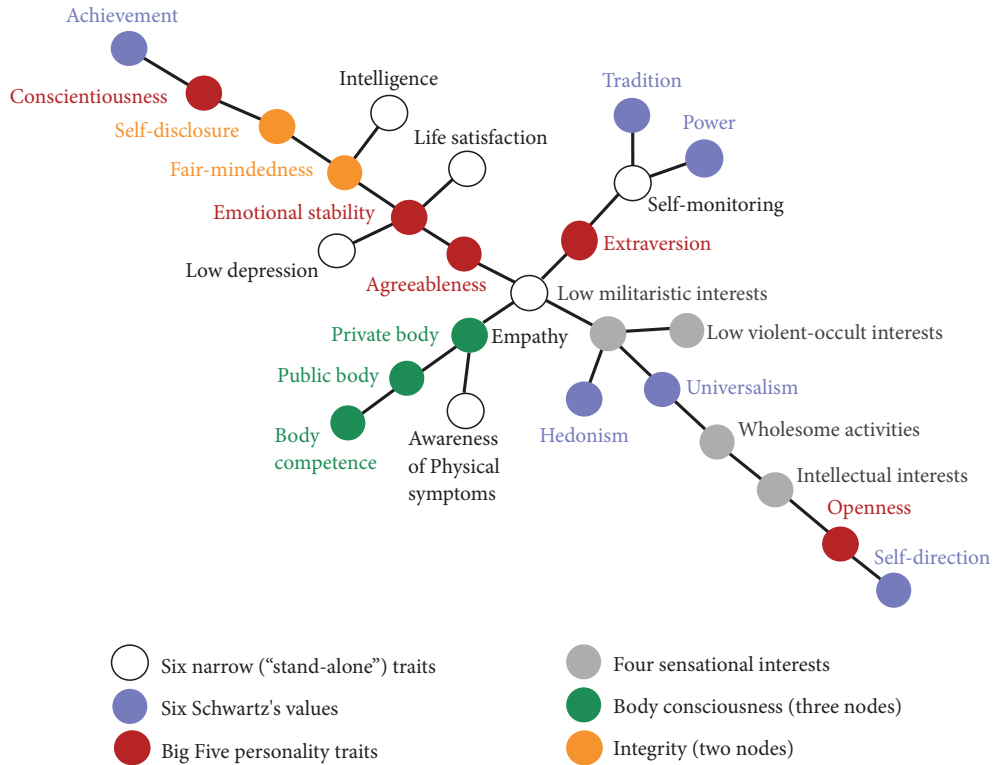 Achievement
Conscientiousness
Self-disclosure
Fair-mindedness
Intelligence
Life satisfaction
Emotional stability
Low depression
Agreeableness
Tradition
Power
Self-monitoring
Extraversion
Low militaristic interests
Private body
Empathy
Public body
Body
competence
Awareness
of Physical
symptoms
Low violent-occult interests
Universalism
Hedonism
Wholesome activities
Intellectual interests
Openness
Self-direction
Six narrow (“stand-alone”) traits
Six Schwartz's values
Big Five personality traits
Four sensational interests
Body consciousness (three nodes)
Integrity (two nodes)